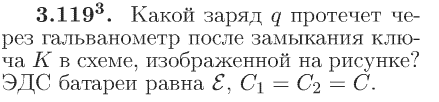 3.119³. Какой заряд q протечет че-
рез гальванометр после замыкания клю-
ча K в схеме, изображенной на рисунке?
ЭДС батареи равна ℰ, C₁ = C₂ = C.